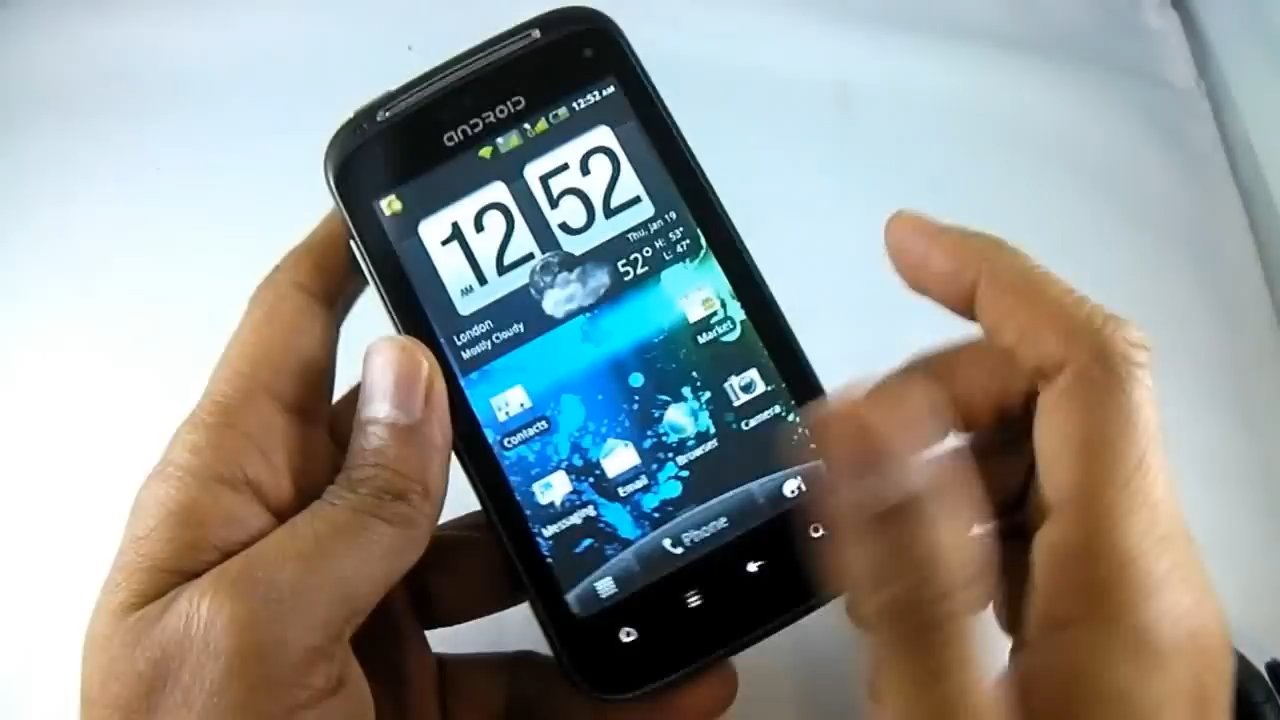 ANDROID
12:52 AM
12 52
AM
Thu, Jan 19
52° H: 53°
L: 47°
London
Mostly Cloudy
Market
Contacts
Camera
Browser
Email
Messaging
Phone